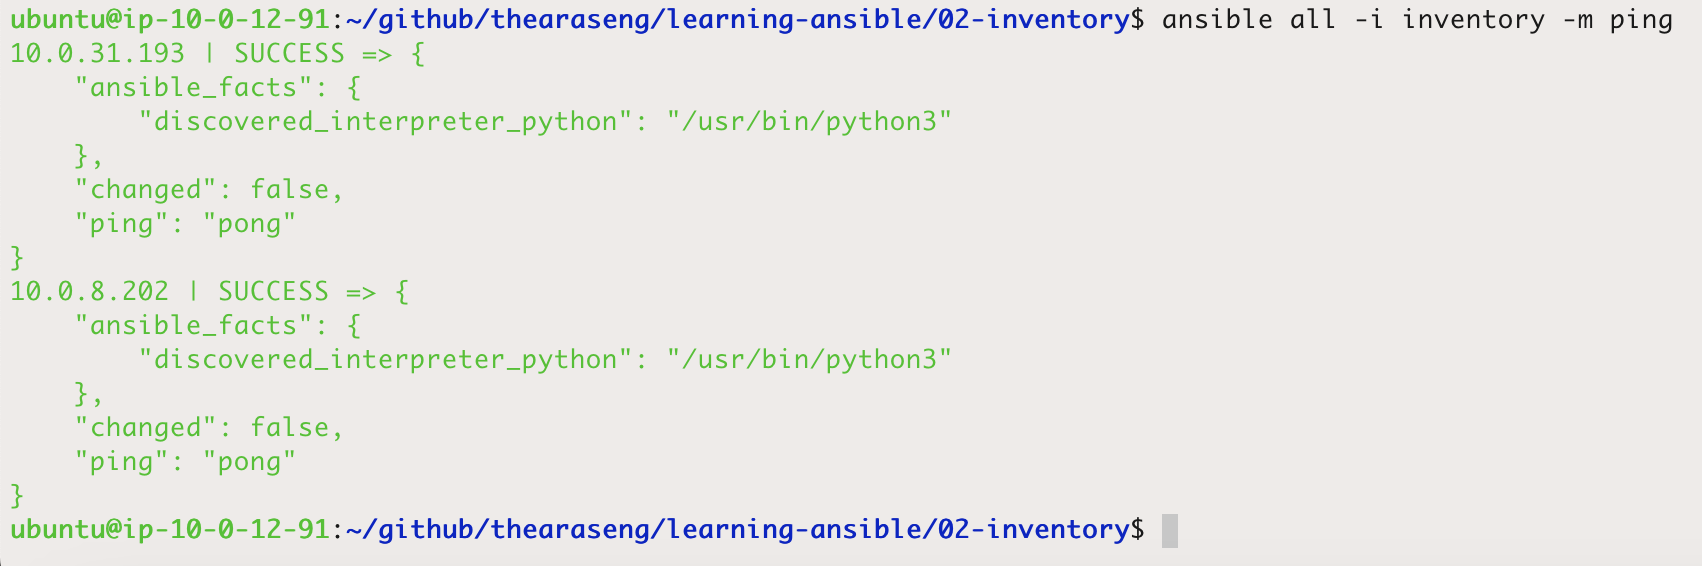 ubuntu@ip-10-0-12-91:~/github/thearaseng/learning-ansible/02-inventory$ ansible all -i inventory -m ping
10.0.31.193 | SUCCESS => {
    "ansible_facts": {
        "discovered_interpreter_python": "/usr/bin/python3"
    },
    "changed": false,
    "ping": "pong"
}
10.0.8.202 | SUCCESS => {
    "ansible_facts": {
        "discovered_interpreter_python": "/usr/bin/python3"
    },
    "changed": false,
    "ping": "pong"
}
ubuntu@ip-10-0-12-91:~/github/thearaseng/learning-ansible/02-inventory$